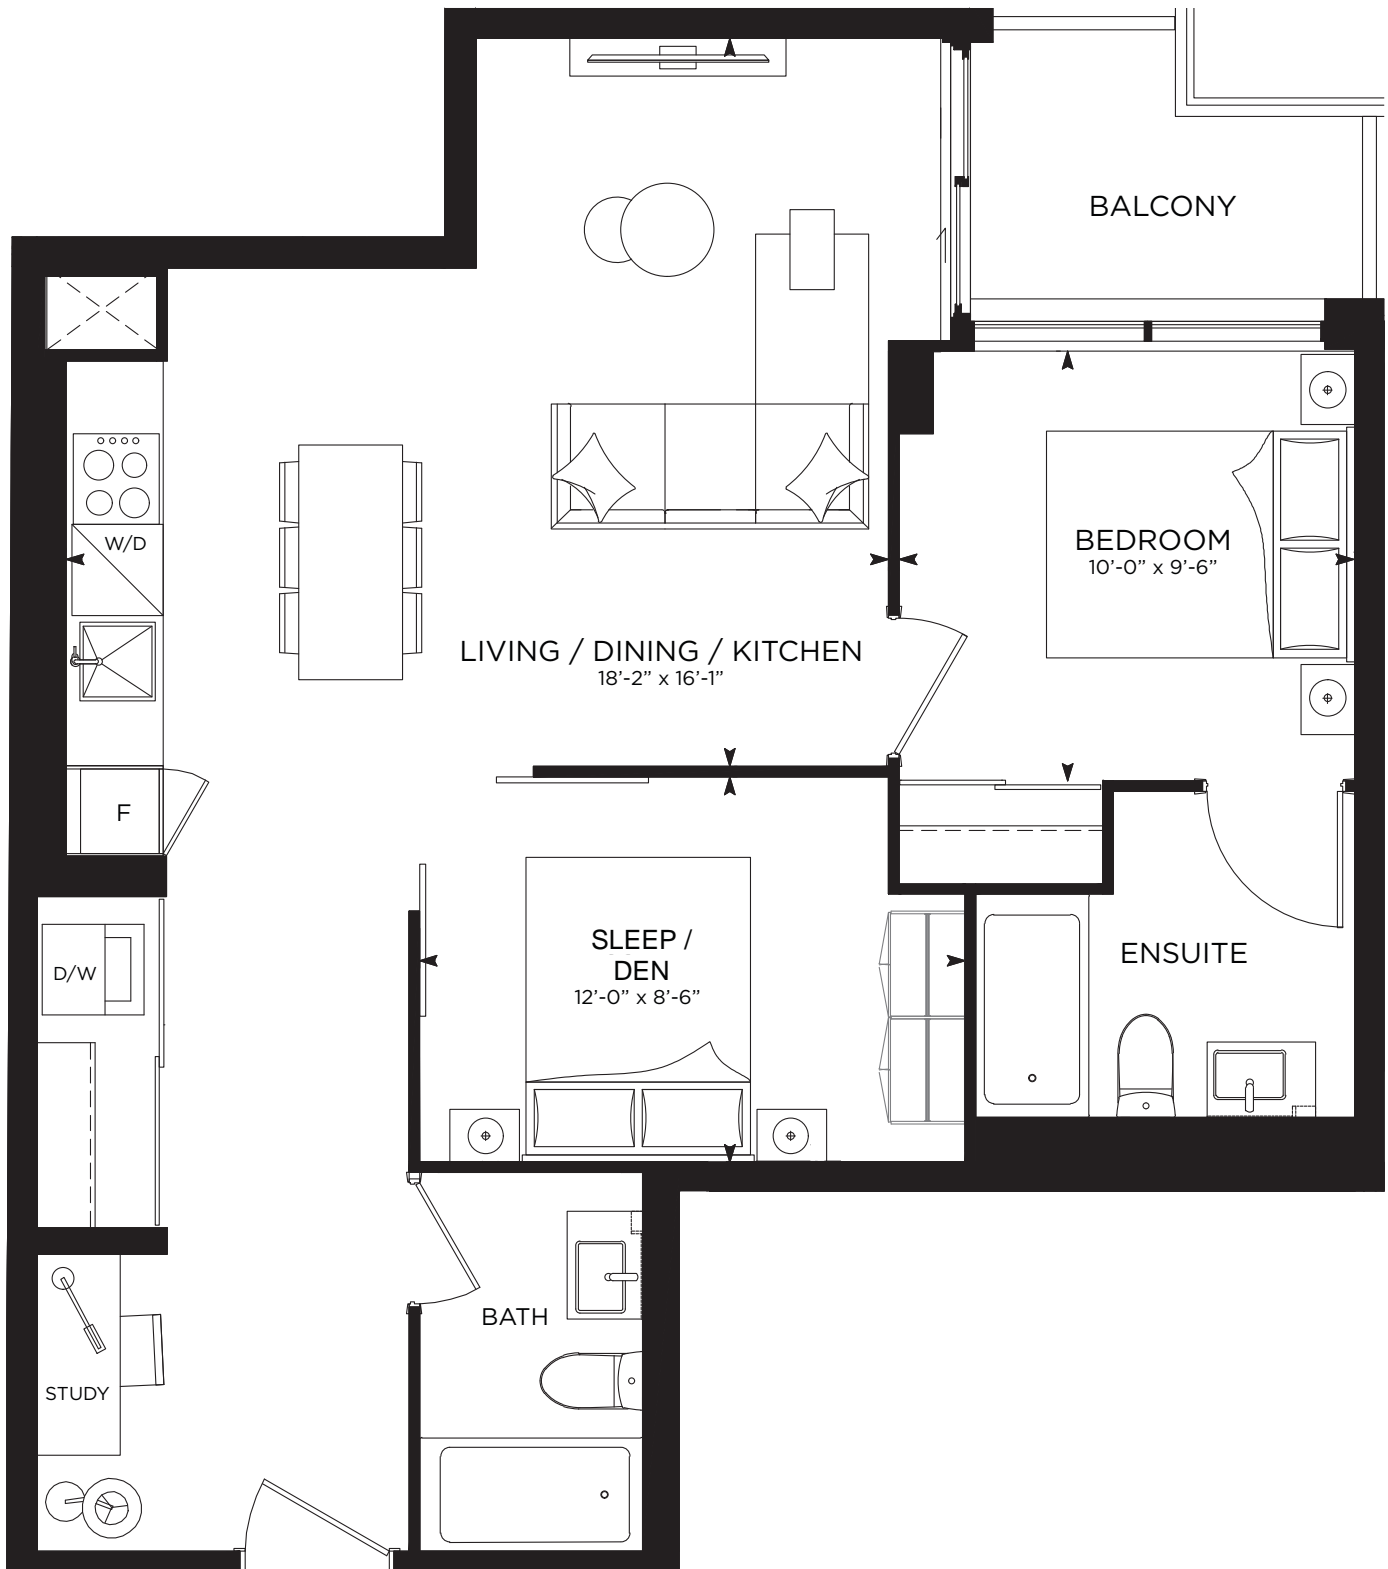 BALCONY
W/D
BEDROOM
10'-0” x 9'-6”
LIVING / DINING / KITCHEN
18'-2” x 16'-1”
F
SLEEP /
DEN
12'-0” x 8'-6”
D/W
ENSUITE
BATH
STUDY